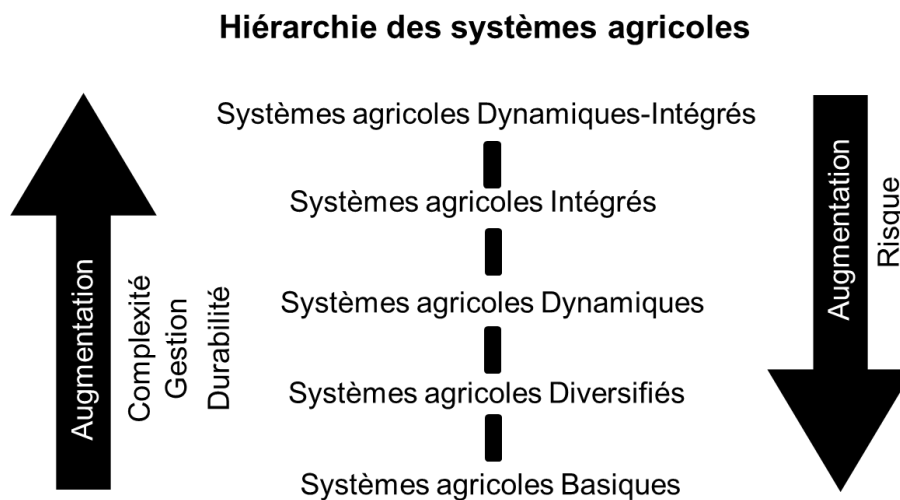 Hiérarchie des systèmes agricoles
Systèmes agricoles Dynamiques-Intégrés
Systèmes agricoles Intégrés
Systèmes agricoles Dynamiques
Systèmes agricoles Diversifiés
Systèmes agricoles Basiques
Augmentation
Complexité
Gestion
Durabilité
Augmentation
Risque